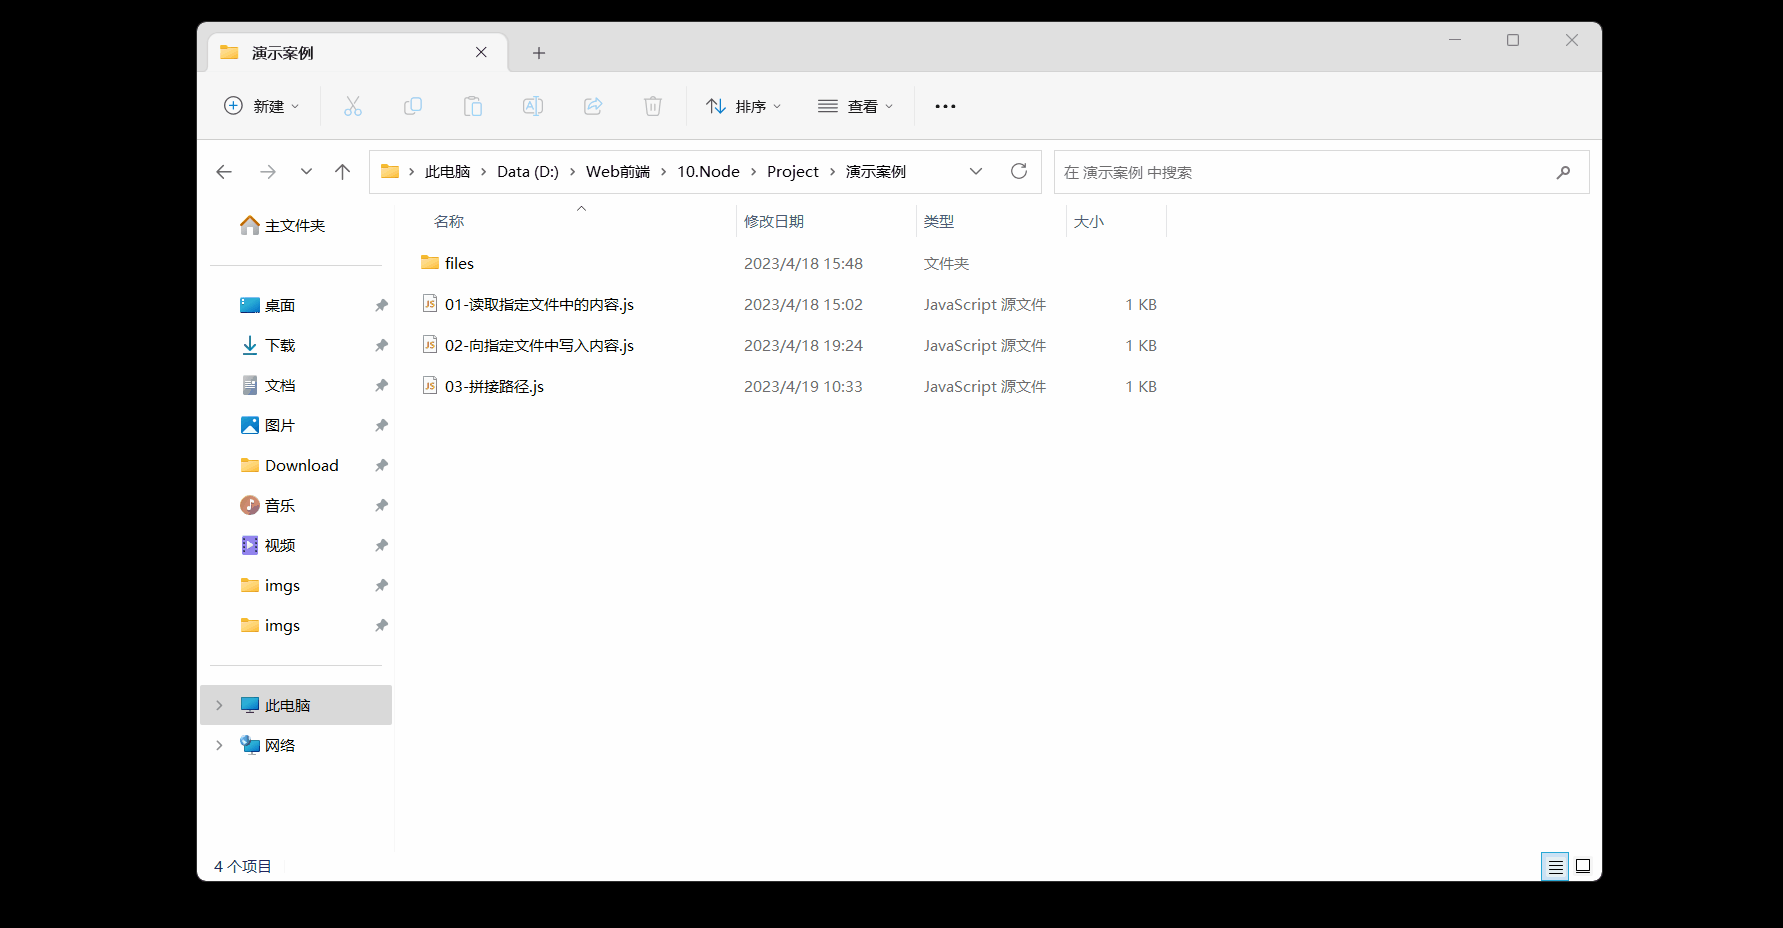 演示案例
新建
排序
查看
此电脑 Data (D:) Web前端 10.Node Project 演示案例
在 演示案例 中搜索
主文件夹
桌面
下载
文档
图片
Download
音乐
视频
imgs
imgs
此电脑
网络
名称 修改日期 类型 大小
files 2023/4/18 15:48 文件夹
01-读取指定文件中的内容.js 2023/4/18 15:02 JavaScript 源文件 1 KB
02-向指定文件中写入内容.js 2023/4/18 19:24 JavaScript 源文件 1 KB
03-拼接路径.js 2023/4/19 10:33 JavaScript 源文件 1 KB
4 个项目